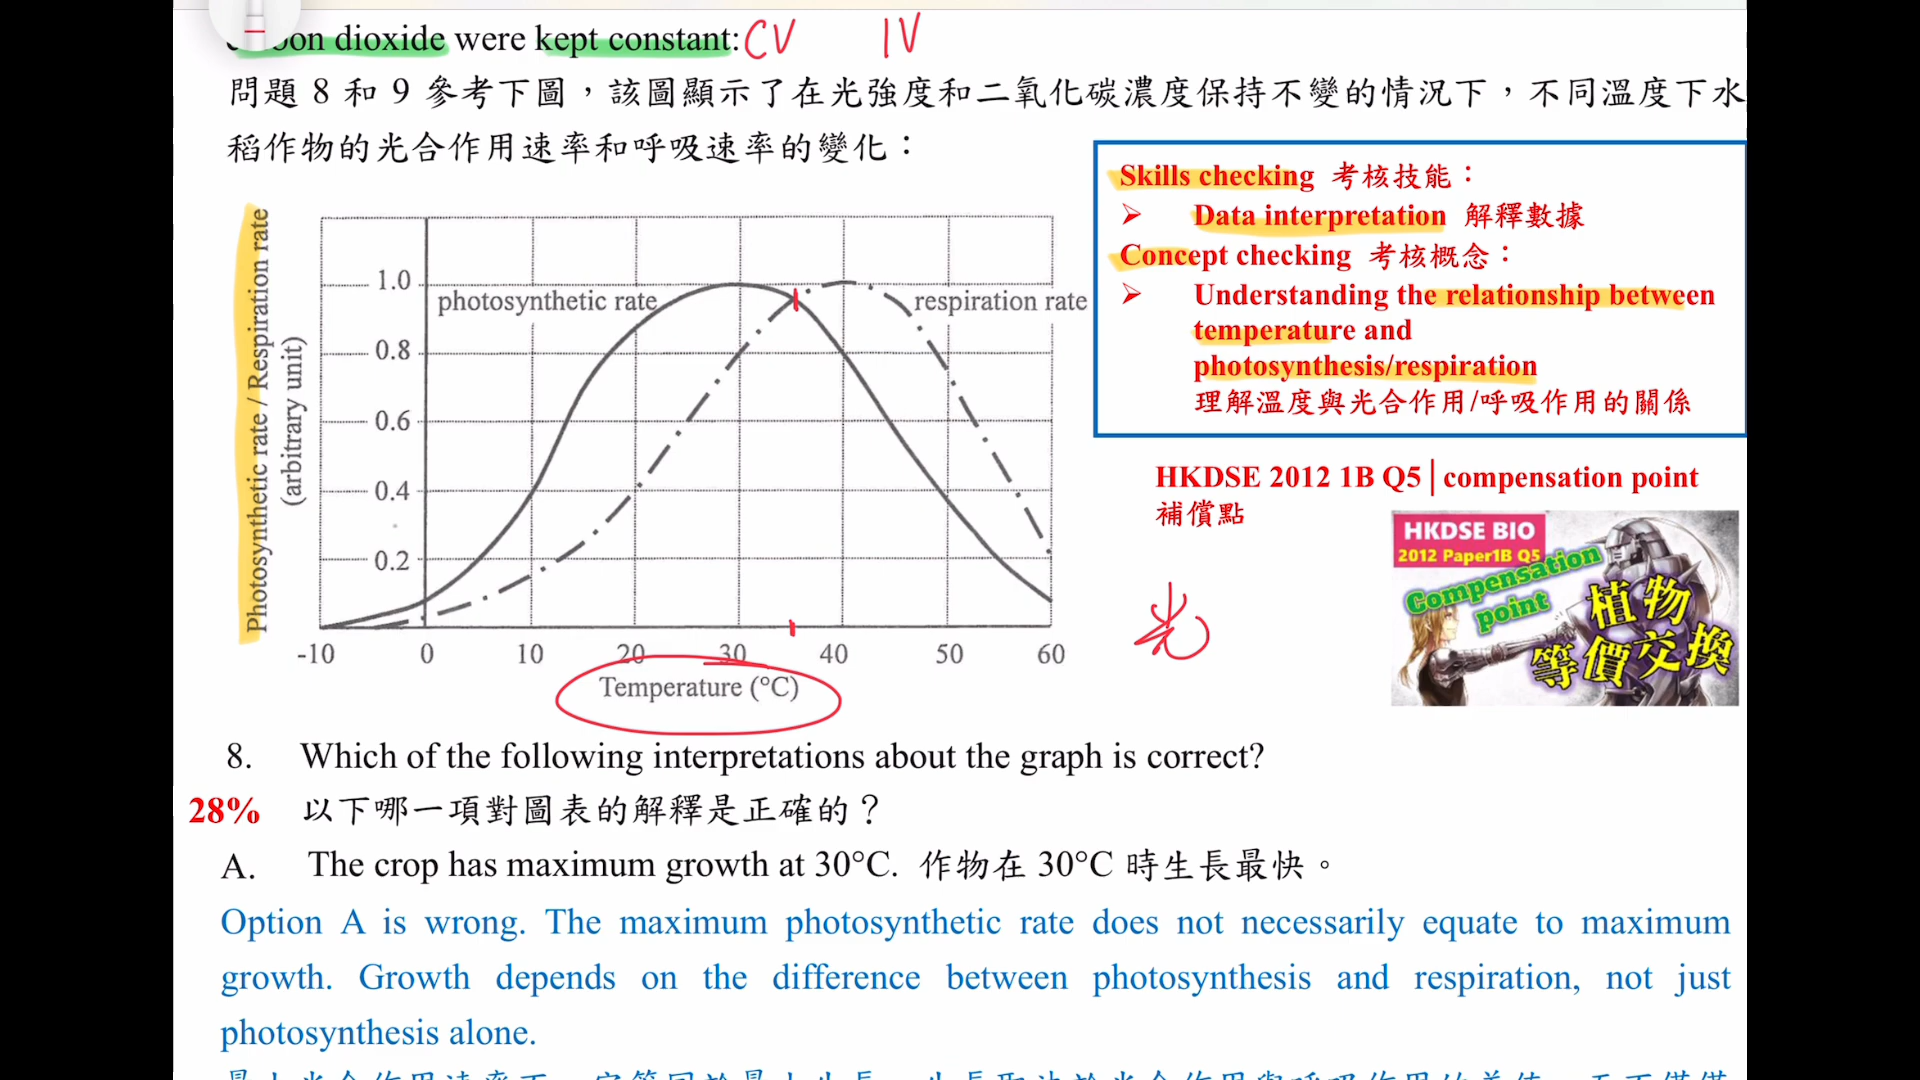 dioxide were kept constant: CV IV
問題 8 和 9 參考下圖，該圖顯示了在光強度和二氧化碳濃度保持不變的情況下，不同溫度下水
稻作物的光合作用速率和呼吸速率的變化：
Skills checking 考核技能：
➢ Data interpretation 解釋數據
Concept checking 考核概念：
➢ Understanding the relationship between
temperature and
photosynthesis/respiration
理解溫度與光合作用/呼吸作用的關係
Photosynthetic rate / Respiration rate
(arbitrary unit)
1.0
0.8
0.6
0.4
0.2
photosynthetic rate
respiration rate
-10 0 10 20 30 40 50 60
Temperature (°C)
HKDSE 2012 1B Q5│compensation point
補償點
HKDSE BIO
2012 Paper1B Q5
Compensation
point
植物
等價交換
光
8. Which of the following interpretations about the graph is correct?
28% 以下哪一項對圖表的解釋是正確的？
A. The crop has maximum growth at 30°C. 作物在 30°C 時生長最快。
Option A is wrong. The maximum photosynthetic rate does not necessarily equate to maximum
growth. Growth depends on the difference between photosynthesis and respiration, not just
photosynthesis alone.